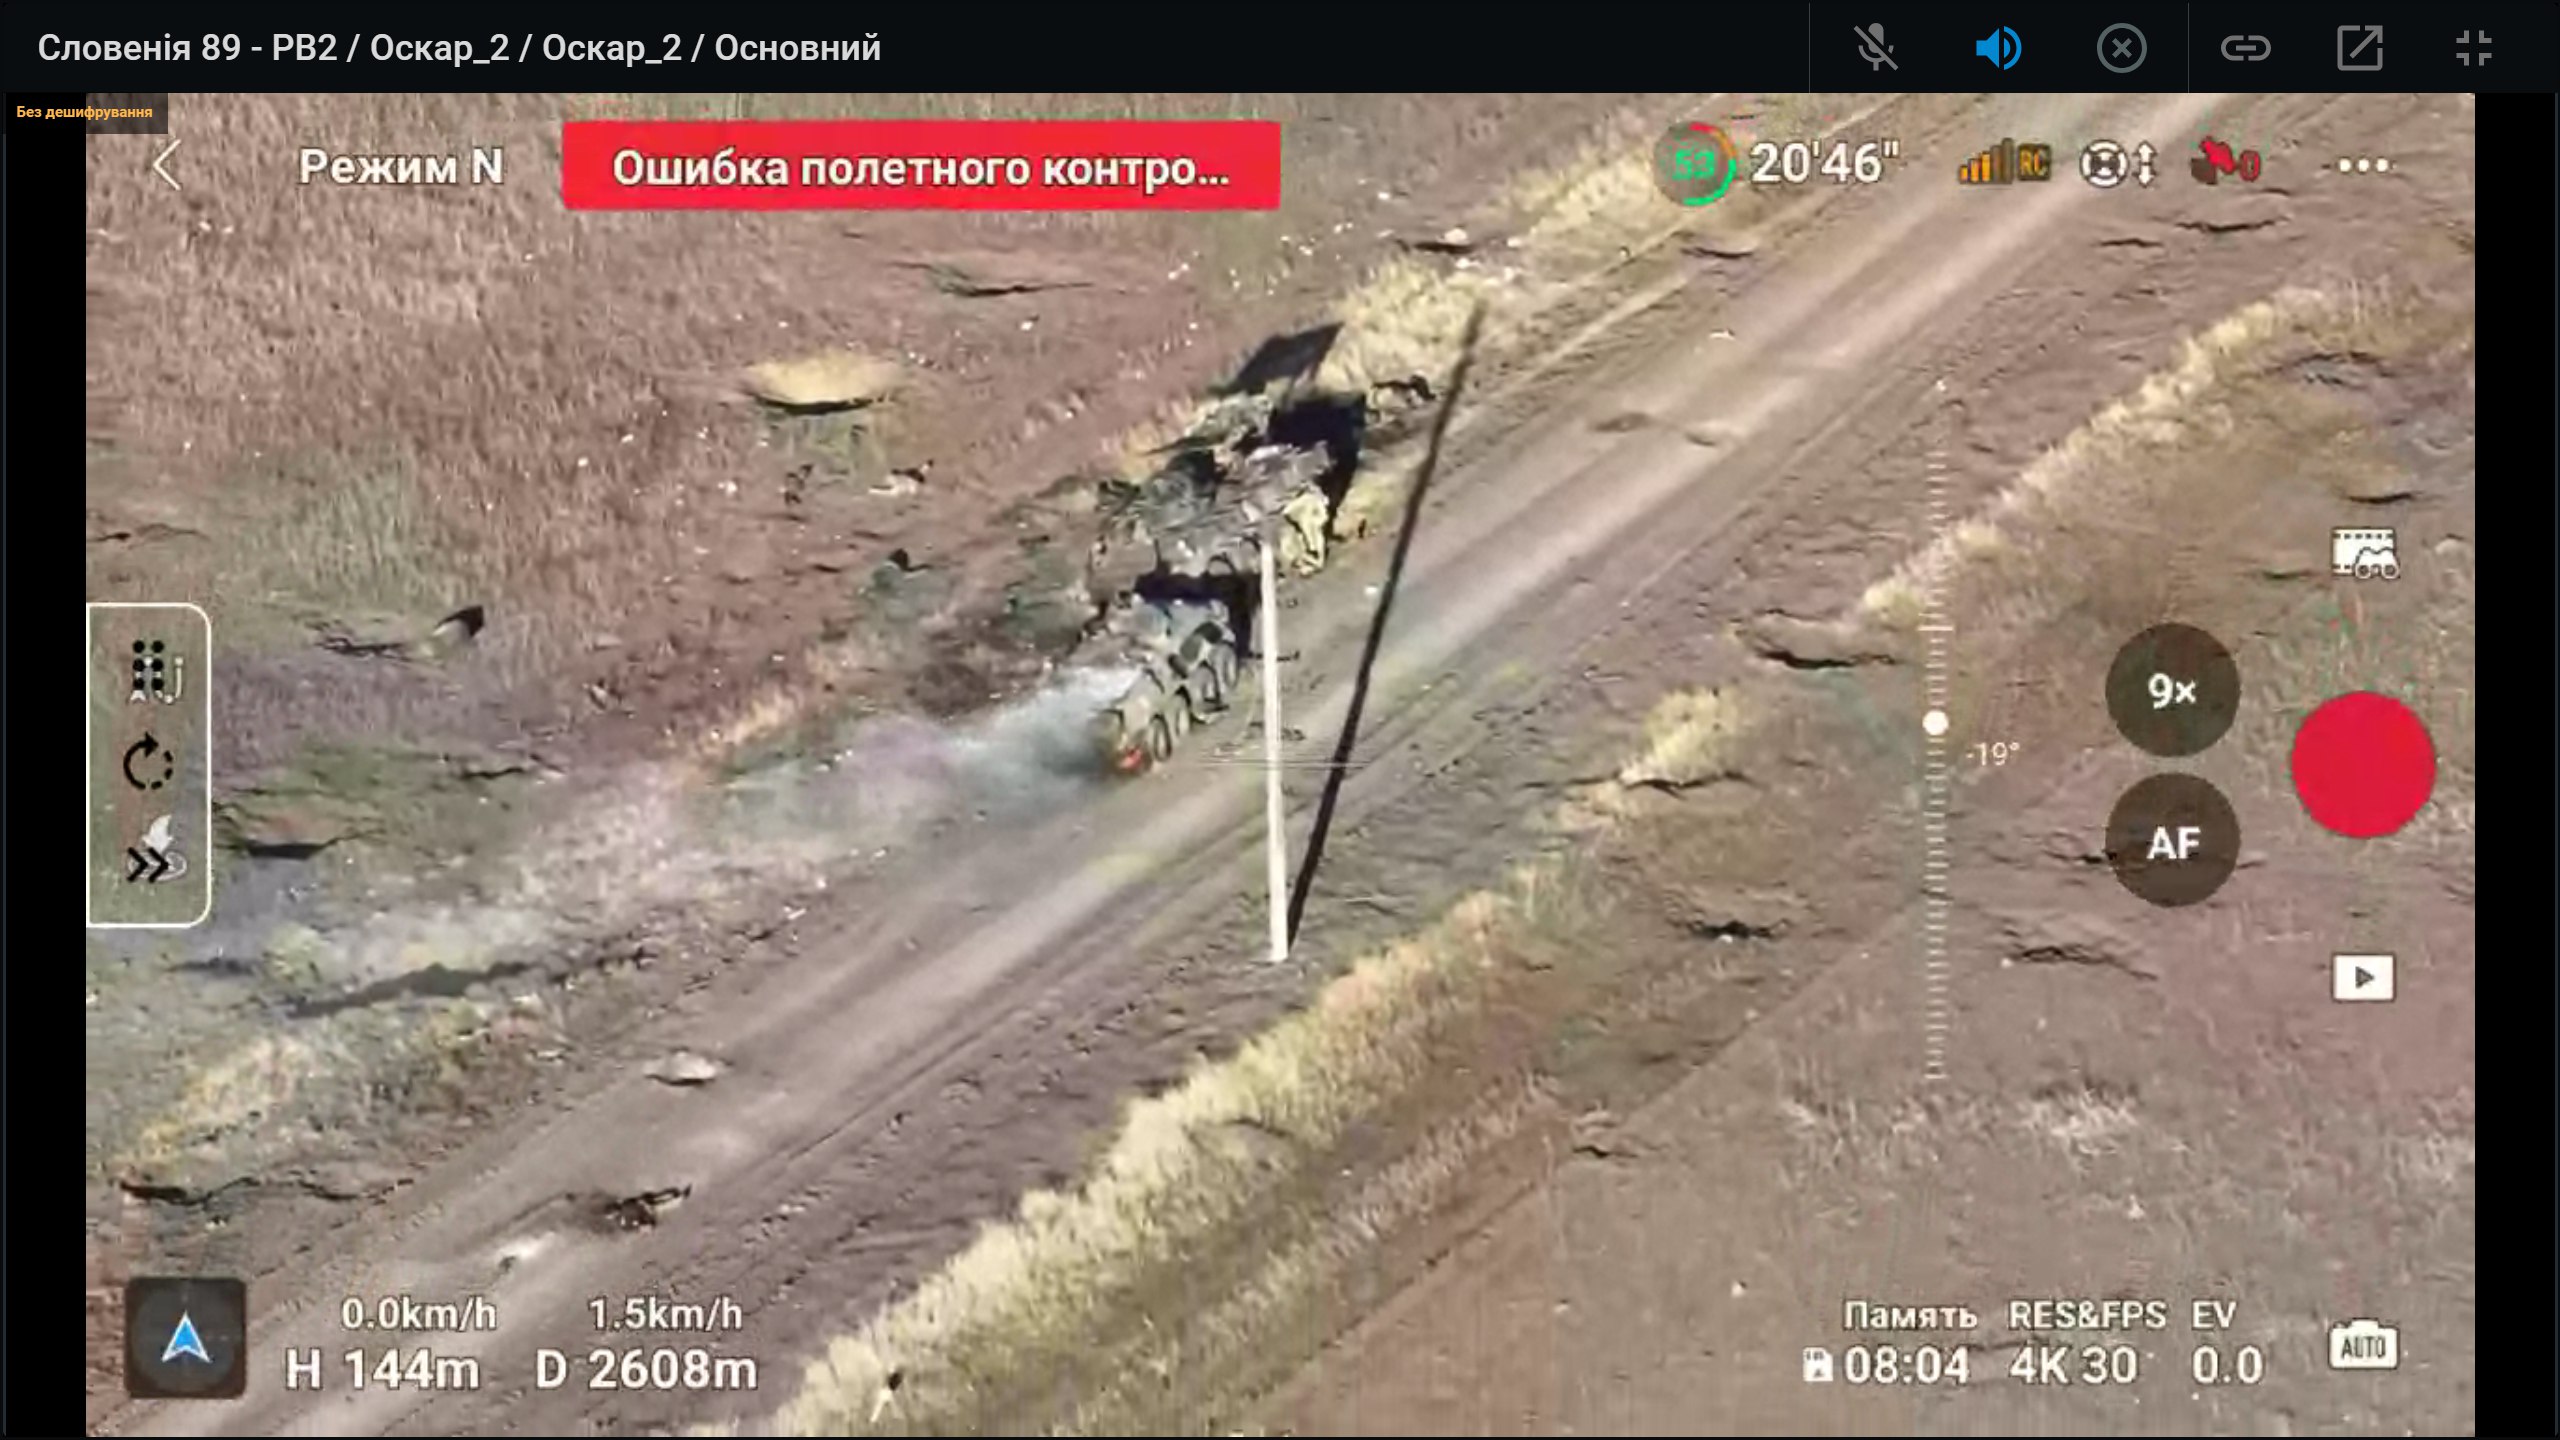 Словенія 89 - РВ2 / Оскар_2 / Оскар_2 / Основний
Без дешифрування
Режим N
Ошибка полетного контро...
53
20'46"
RC
0
9×
-19°
AF
0.0km/h
1.5km/h
H 144m
D 2608m
Память RES&FPS EV
08:04 4K 30 0.0
AUTO